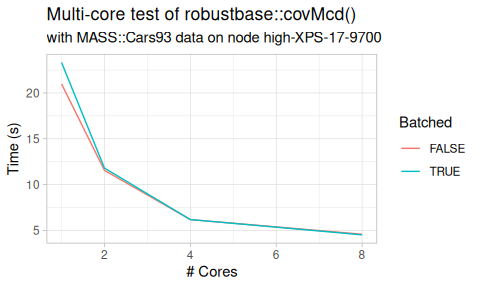 Multi-core test of robustbase::covMcd()
with MASS::Cars93 data on node high-XPS-17-9700
Time (s)
20
15
10
5
2
4
6
8
# Cores
Batched
FALSE
TRUE